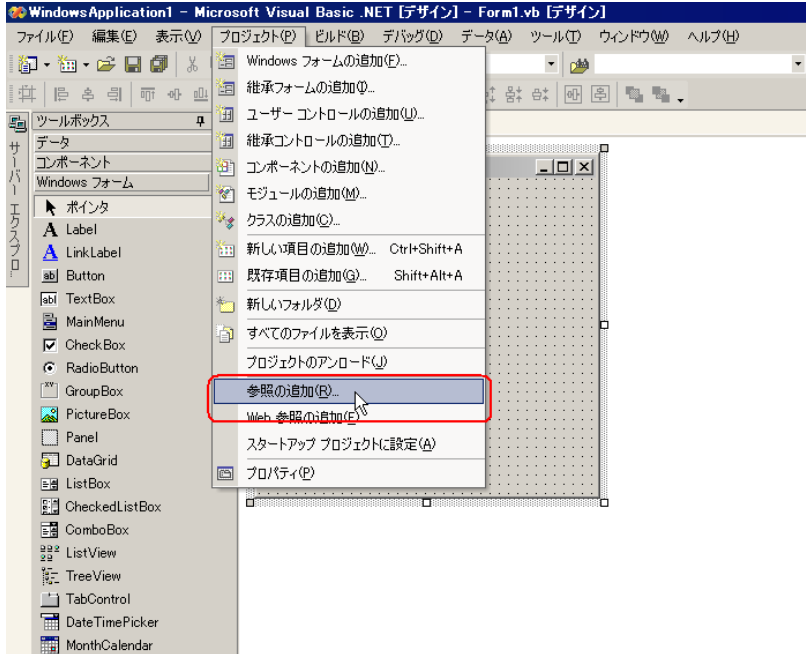 WindowsApplication1 - Microsoft Visual Basic .NET [デザイン] - Form1.vb [デザイン]
ファイル(F) 編集(E) 表示(V) プロジェクト(P) ビルド(B) デバッグ(D) データ(A) ツール(T) ウィンドウ(W) ヘルプ(H)
Windows フォームの追加(F)...
継承フォームの追加(I)...
ユーザー コントロールの追加(U)...
継承コントロールの追加(T)...
コンポーネントの追加(N)...
モジュールの追加(M)...
クラスの追加(C)...
新しい項目の追加(W)... Ctrl+Shift+A
既存項目の追加(G)... Shift+Alt+A
新しいフォルダ(D)
すべてのファイルを表示(O)
プロジェクトのアンロード(J)
参照の追加(R)...
Web 参照の追加(E)...
スタートアップ プロジェクトに設定(A)
プロパティ(P)
サーバー エクスプロ...
ツールボックス
データ
コンポーネント
Windows フォーム
ポインタ
A Label
A LinkLabel
ab Button
abl TextBox
MainMenu
CheckBox
RadioButton
XY GroupBox
PictureBox
Panel
DataGrid
ListBox
CheckedListBox
ComboBox
ListView
TreeView
TabControl
DateTimePicker
MonthCalendar